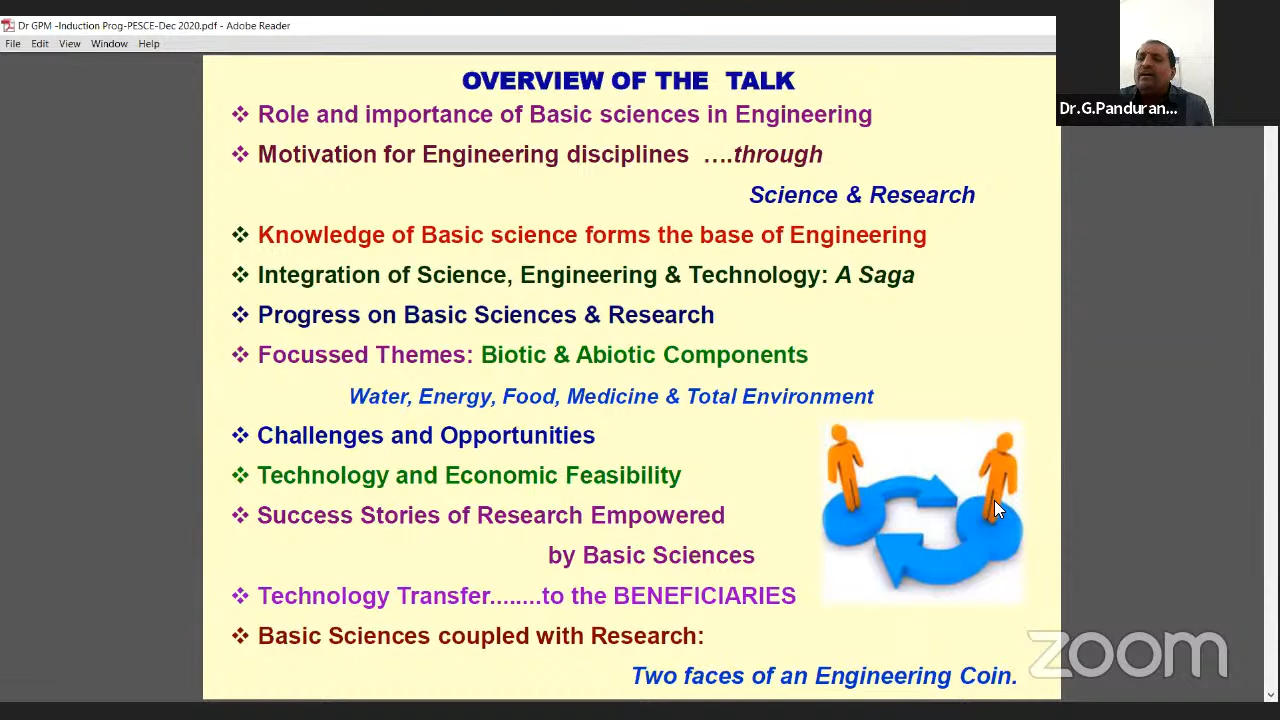 Dr GPM -Induction Prog-PESCE-Dec 2020.pdf - Adobe Reader
File Edit View Window Help
Dr.G.Panduran...
OVERVIEW OF THE TALK
❖ Role and importance of Basic sciences in Engineering
❖ Motivation for Engineering disciplines ….through
Science & Research
❖ Knowledge of Basic science forms the base of Engineering
❖ Integration of Science, Engineering & Technology: A Saga
❖ Progress on Basic Sciences & Research
❖ Focussed Themes: Biotic & Abiotic Components
Water, Energy, Food, Medicine & Total Environment
❖ Challenges and Opportunities
❖ Technology and Economic Feasibility
❖ Success Stories of Research Empowered
by Basic Sciences
❖ Technology Transfer........to the BENEFICIARIES
❖ Basic Sciences coupled with Research:
Two faces of an Engineering Coin.
zoom